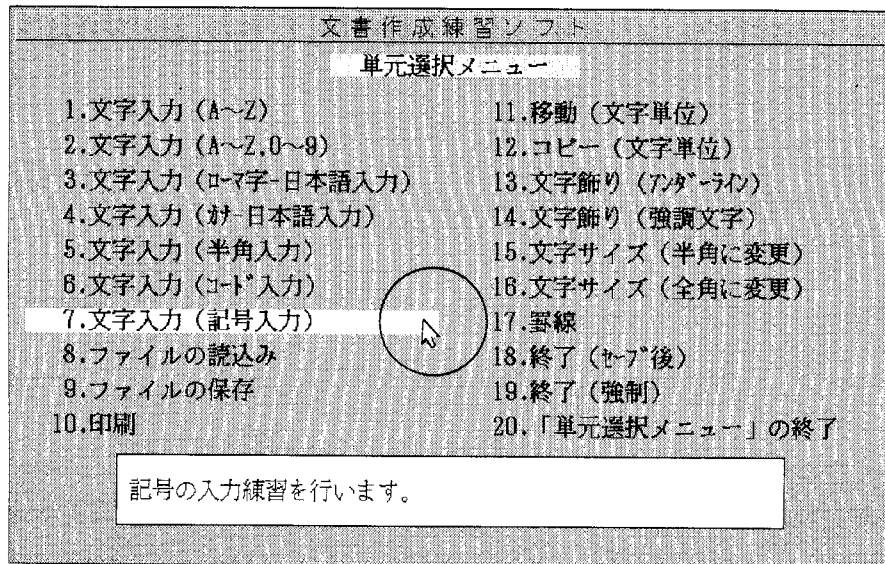 文書作成練習ソフト
単元選択メニュー
1.文字入力（A～Z）
2.文字入力（A～Z,0～9）
3.文字入力（ﾛｰﾏ字-日本語入力）
4.文字入力（ｶﾅ-日本語入力）
5.文字入力（半角入力）
6.文字入力（ｺｰﾄﾞ入力）
7.文字入力（記号入力）
8.ファイルの読込み
9.ファイルの保存
10.印刷
11.移動（文字単位）
12.コピー（文字単位）
13.文字飾り（ｱﾝﾀﾞｰﾗｲﾝ）
14.文字飾り（強調文字）
15.文字サイズ（半角に変更）
16.文字サイズ（全角に変更）
17.罫線
18.終了（ｾｰﾌﾞ後）
19.終了（強制）
20.「単元選択メニュー」の終了
記号の入力練習を行います。